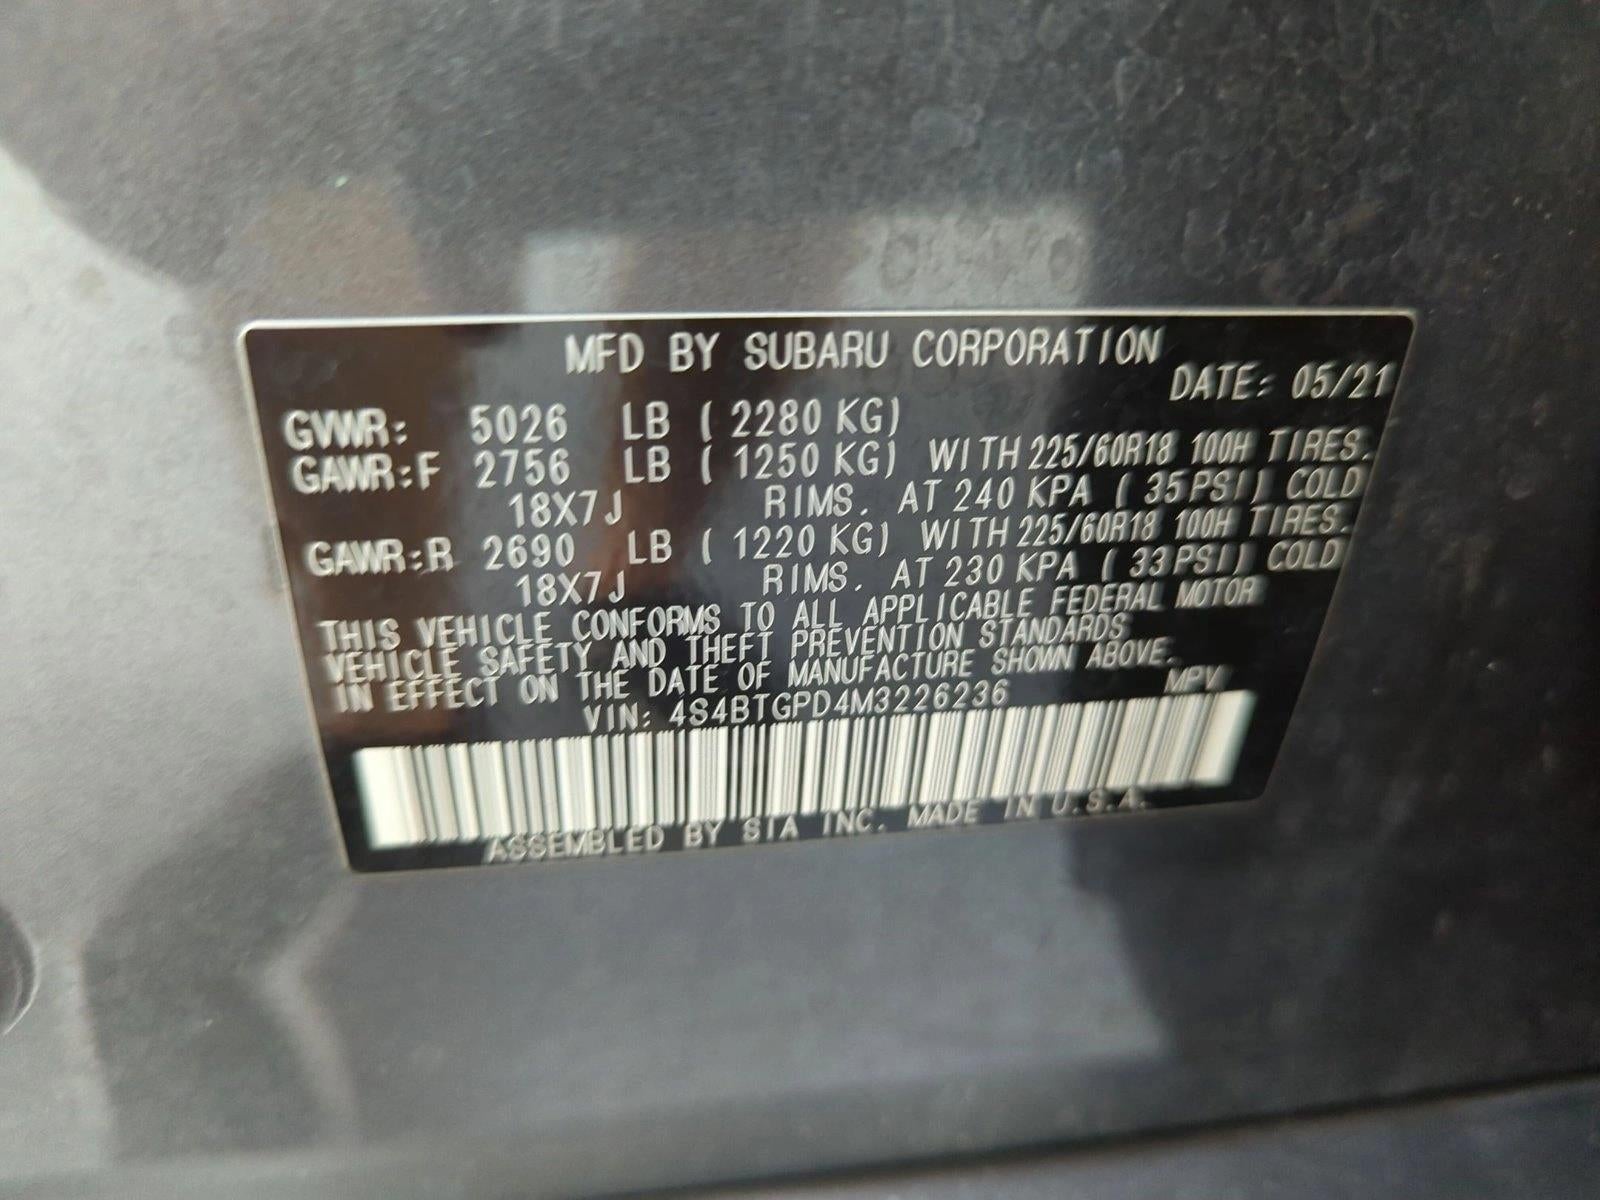 MFD BY SUBARU CORPORATION
DATE: 05/21
GVWR: 5026 LB ( 2280 KG)
GAWR:F 2756 LB ( 1250 KG) WITH 225/60R18 100H TIRES.
18X7J RIMS. AT 240 KPA ( 35PSI) COLD
GAWR:R 2690 LB ( 1220 KG) WITH 225/60R18 100H TIRES.
18X7J RIMS. AT 230 KPA ( 33PSI) COLD
THIS VEHICLE CONFORMS TO ALL APPLICABLE FEDERAL MOTOR
VEHICLE SAFETY AND THEFT PREVENTION STANDARDS
IN EFFECT ON THE DATE OF MANUFACTURE SHOWN ABOVE.
VIN: 4S4BTGPD4M3226236 MPV
ASSEMBLED BY SIA INC. MADE IN U.S.A.